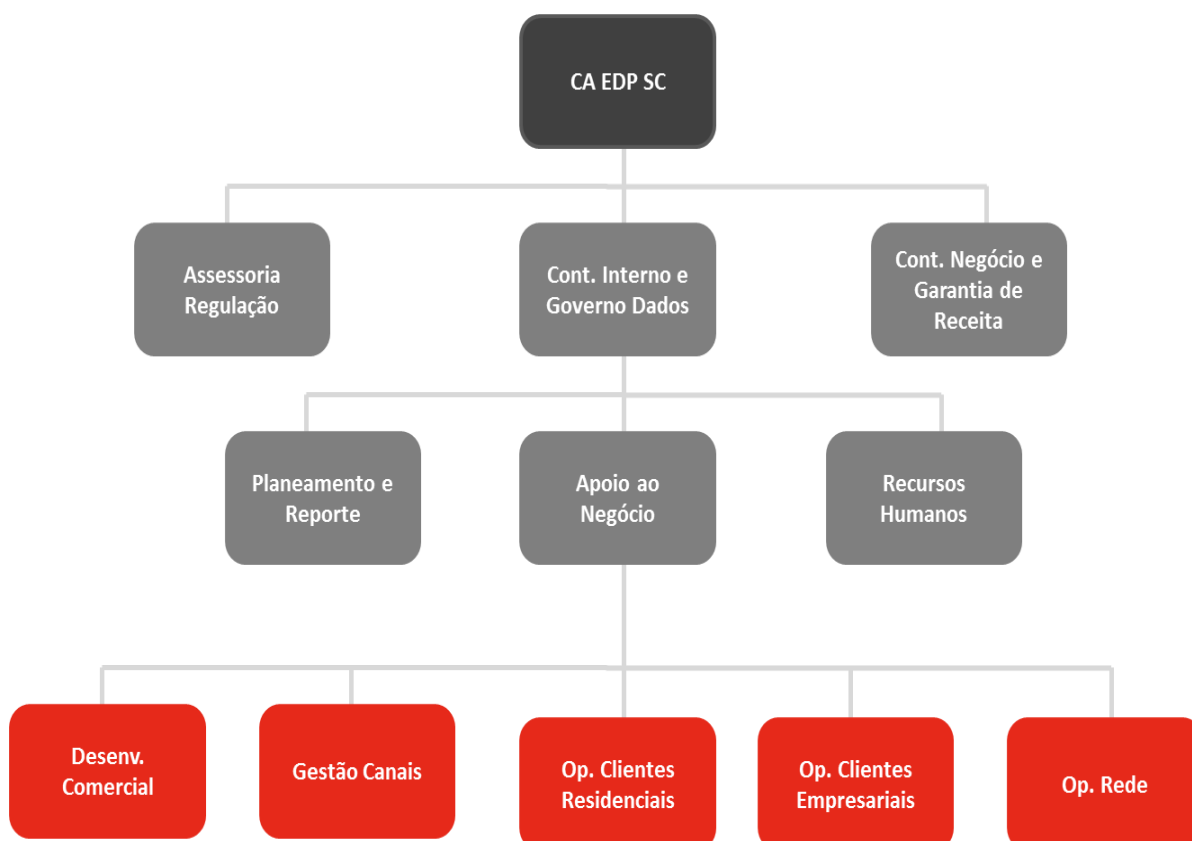 CA EDP SC
Assessoria
Regulação
Cont. Interno e
Governo Dados
Cont. Negócio e
Garantia de
Receita
Planeamento e
Reporte
Apoio ao
Negócio
Recursos
Humanos
Desenv.
Comercial
Gestão Canais
Op. Clientes
Residenciais
Op. Clientes
Empresariais
Op. Rede